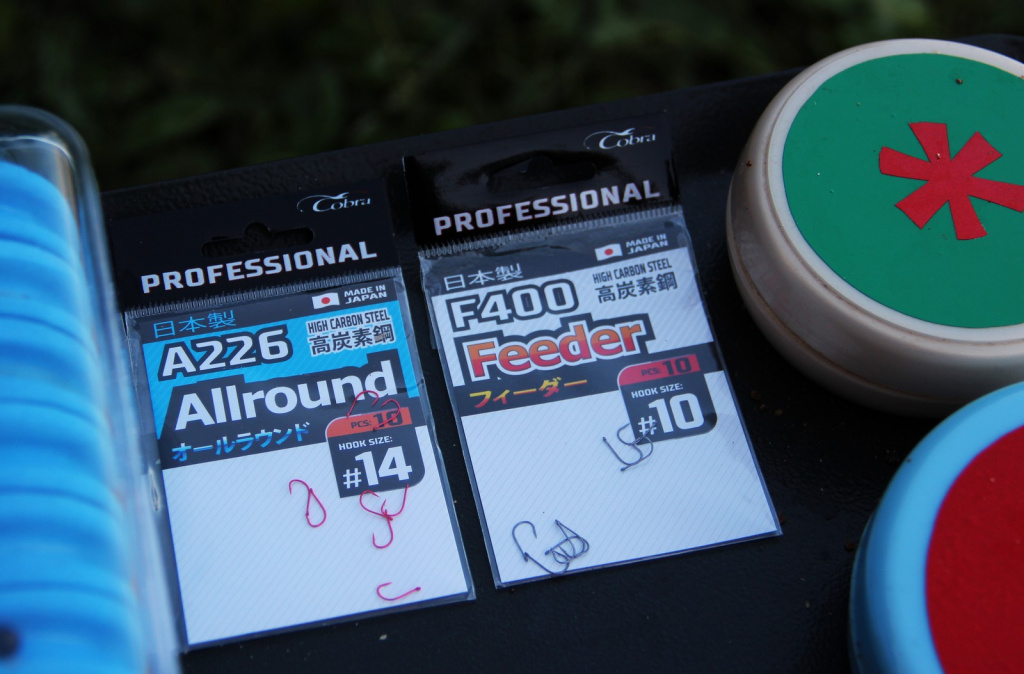 Cobra
PROFESSIONAL
MADE IN
JAPAN
日本製
A226
HIGH CARBON STEEL
高炭素鋼
Allround
オールラウンド
PCS: 10
HOOK SIZE:
#14
Cobra
PROFESSIONAL
MADE IN
JAPAN
日本製
F400
HIGH CARBON STEEL
高炭素鋼
Feeder
フィーダー
PCS: 10
HOOK SIZE:
#10